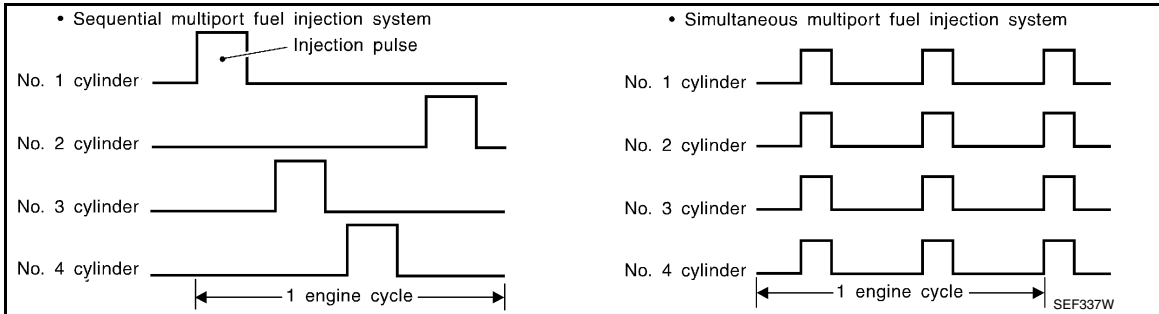 • Sequential multiport fuel injection system
Injection pulse
No. 1 cylinder
No. 2 cylinder
No. 3 cylinder
No. 4 cylinder
1 engine cycle
• Simultaneous multiport fuel injection system
No. 1 cylinder
No. 2 cylinder
No. 3 cylinder
No. 4 cylinder
1 engine cycle
SEF337W